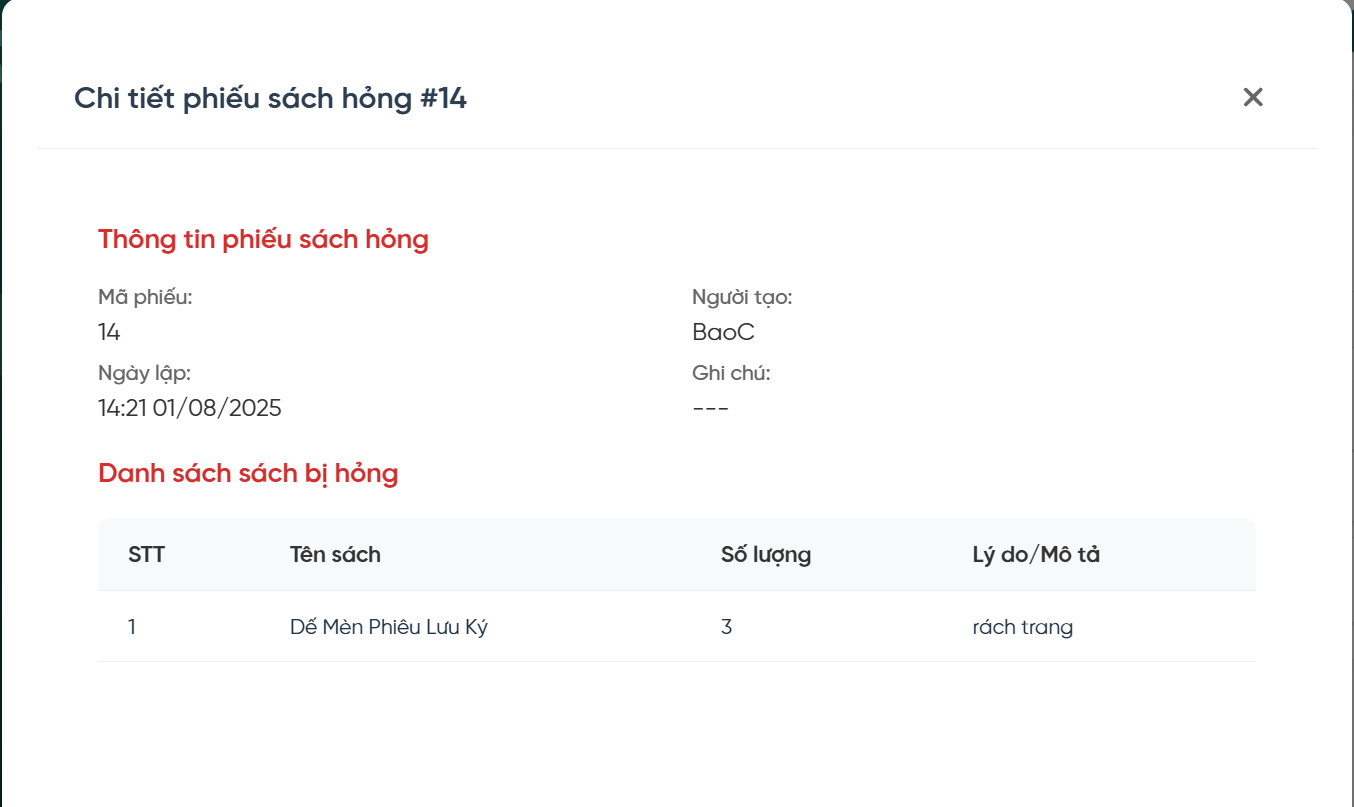 Chi tiết phiếu sách hỏng #14
Thông tin phiếu sách hỏng
Mã phiếu:
14
Người tạo:
BaoC
Ngày lập:
14:21 01/08/2025
Ghi chú:
---
Danh sách sách bị hỏng
STT Tên sách Số lượng Lý do/Mô tả
1 Dế Mèn Phiêu Lưu Ký 3 rách trang